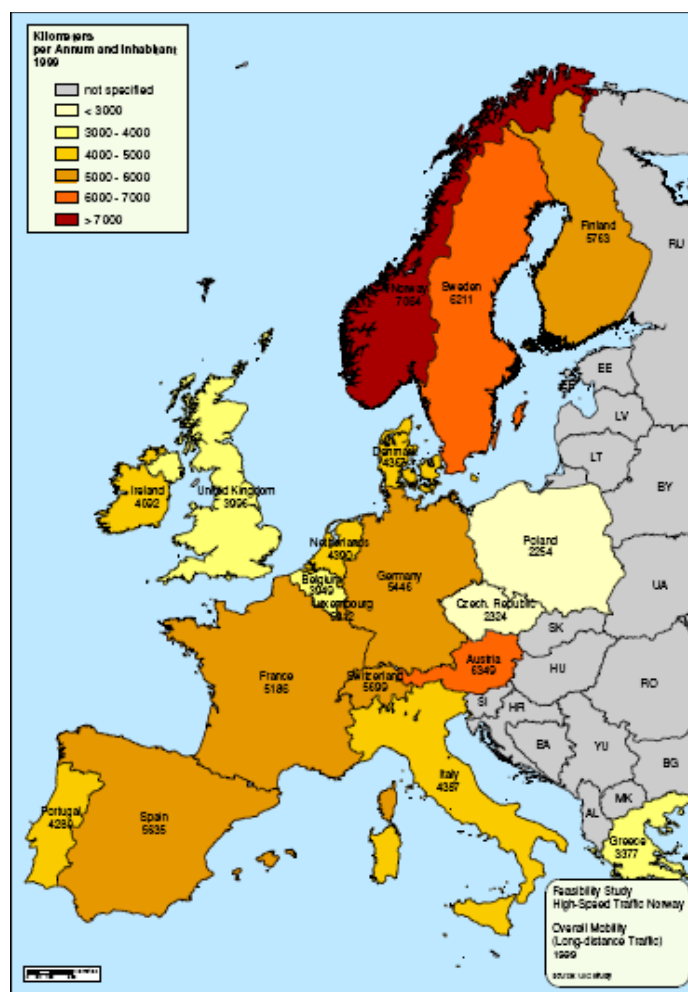 Kilometers
per Annum and Inhabitant
1999
not specified
< 3000
3000 - 4000
4000 - 5000
5000 - 6000
6000 - 7000
> 7000
Finland
5763
RU
Norway
Sweden
6211
EE
LV
LT
BY
Denmark
Ireland
4092
United Kingdom
3996
Netherlands
4390
Poland
2254
Belgium
3949
Germany
5446
Luxembourg
UA
Czech. Republic
2324
SK
Austria
6349
HU
France
5186
Switzerland
5699
RO
SI
HR
BA
YU
BG
Italy
4357
MK
AL
Portugal
Spain
5635
Greece
3377
Feasibility Study
High-Speed Traffic Norway
Overall Mobility
(Long-distance Traffic)
1999